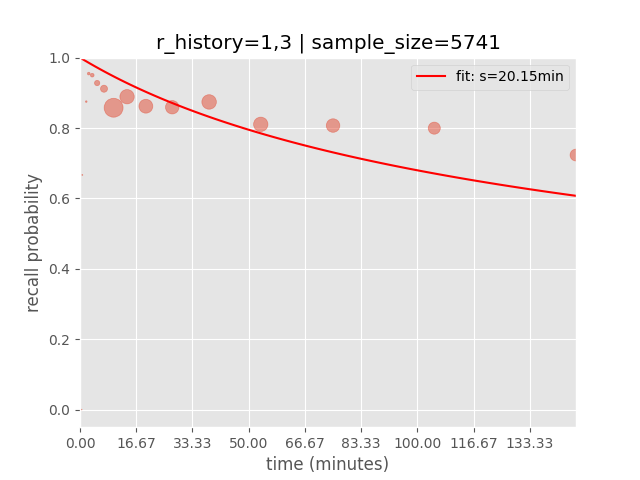 r_history=1,3 | sample_size=5741
fit: s=20.15min
1.0
0.8
0.6
0.4
0.2
0.0
recall probability
0.00 16.67 33.33 50.00 66.67 83.33 100.00 116.67 133.33
time (minutes)